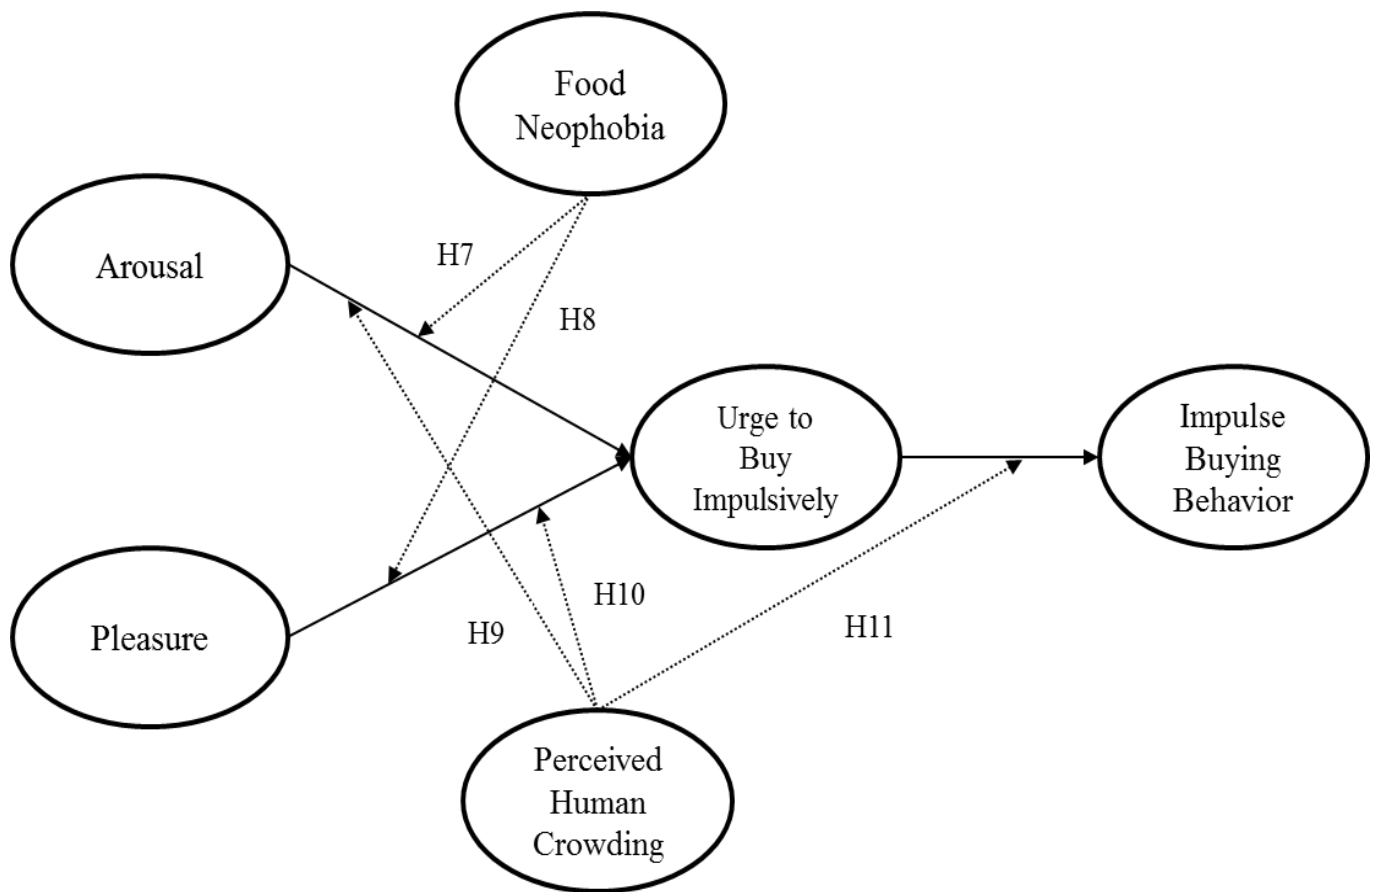 Food
Neophobia
Arousal
H7
H8
Urge to
Buy
Impulsively
Impulse
Buying
Behavior
Pleasure
H9
H10
H11
Perceived
Human
Crowding